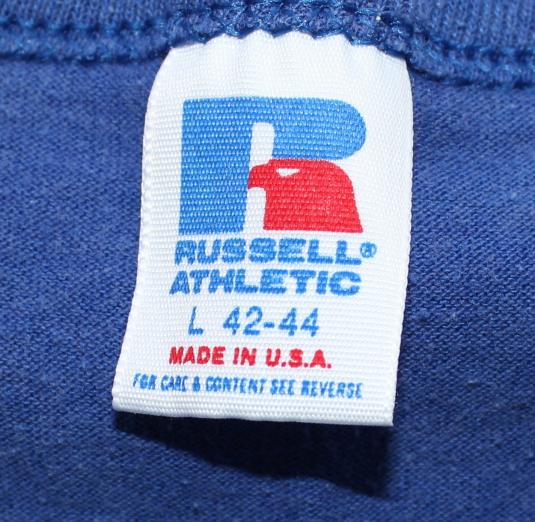 RUSSELL®
ATHLETIC
L 42-44
MADE IN U.S.A.
FOR CARE & CONTENT SEE REVERSE